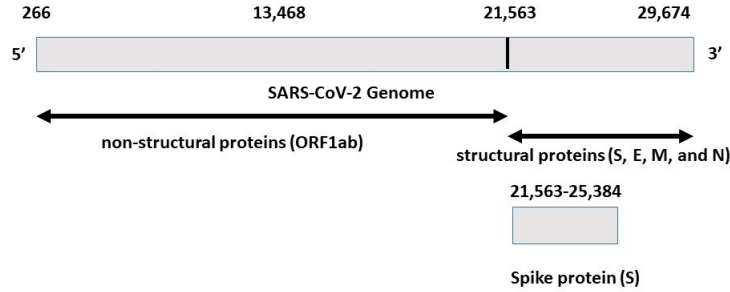 266 13,468 21,563 29,674
5’ 3’
SARS-CoV-2 Genome
non-structural proteins (ORF1ab)
structural proteins (S, E, M, and N)
21,563-25,384
Spike protein (S)